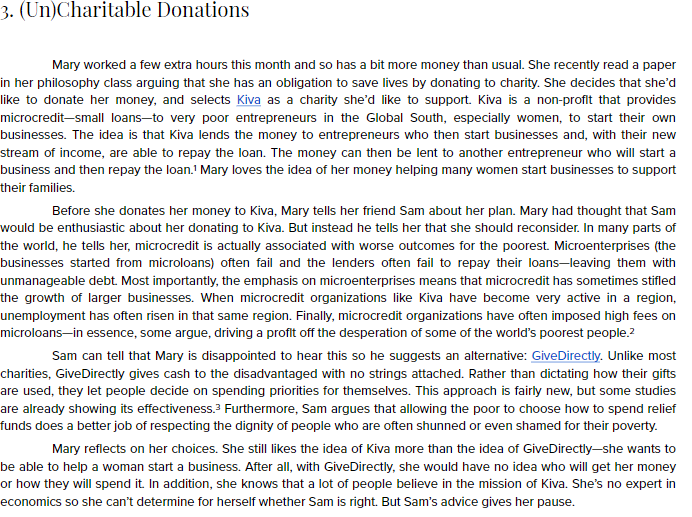 3. (Un)Charitable Donations
Mary worked a few extra hours this month and so has a bit more money than usual. She recently read a paper
in her philosophy class arguing that she has an obligation to save lives by donating to charity. She decides that she'd
like to donate her money, and selects Kiva as a charity she'd like to support. Kiva is a non-profit that provides
microcredit—small loans—to very poor entrepreneurs in the Global South, especially women, to start their own
businesses. The idea is that Kiva lends the money to entrepreneurs who then start businesses and, with their new
stream of income, are able to repay the loan. The money can then be lent to another entrepreneur who will start a
business and then repay the loan.¹ Mary loves the idea of her money helping many women start businesses to support
their families.
Before she donates her money to Kiva, Mary tells her friend Sam about her plan. Mary had thought that Sam
would be enthusiastic about her donating to Kiva. But instead he tells her that she should reconsider. In many parts of
the world, he tells her, microcredit is actually associated with worse outcomes for the poorest. Microenterprises (the
businesses started from microloans) often fail and the lenders often fail to repay their loans—leaving them with
unmanageable debt. Most importantly, the emphasis on microenterprises means that microcredit has sometimes stifled
the growth of larger businesses. When microcredit organizations like Kiva have become very active in a region,
unemployment has often risen in that same region. Finally, microcredit organizations have often imposed high fees on
microloans—in essence, some argue, driving a profit off the desperation of some of the world's poorest people.²
Sam can tell that Mary is disappointed to hear this so he suggests an alternative: GiveDirectly. Unlike most
charities, GiveDirectly gives cash to the disadvantaged with no strings attached. Rather than dictating how their gifts
are used, they let people decide on spending priorities for themselves. This approach is fairly new, but some studies
are already showing its effectiveness.³ Furthermore, Sam argues that allowing the poor to choose how to spend relief
funds does a better job of respecting the dignity of people who are often shunned or even shamed for their poverty.
Mary reflects on her choices. She still likes the idea of Kiva more than the idea of GiveDirectly—she wants to
be able to help a woman start a business. After all, with GiveDirectly, she would have no idea who will get her money
or how they will spend it. In addition, she knows that a lot of people believe in the mission of Kiva. She's no expert in
economics so she can't determine for herself whether Sam is right. But Sam's advice gives her pause.